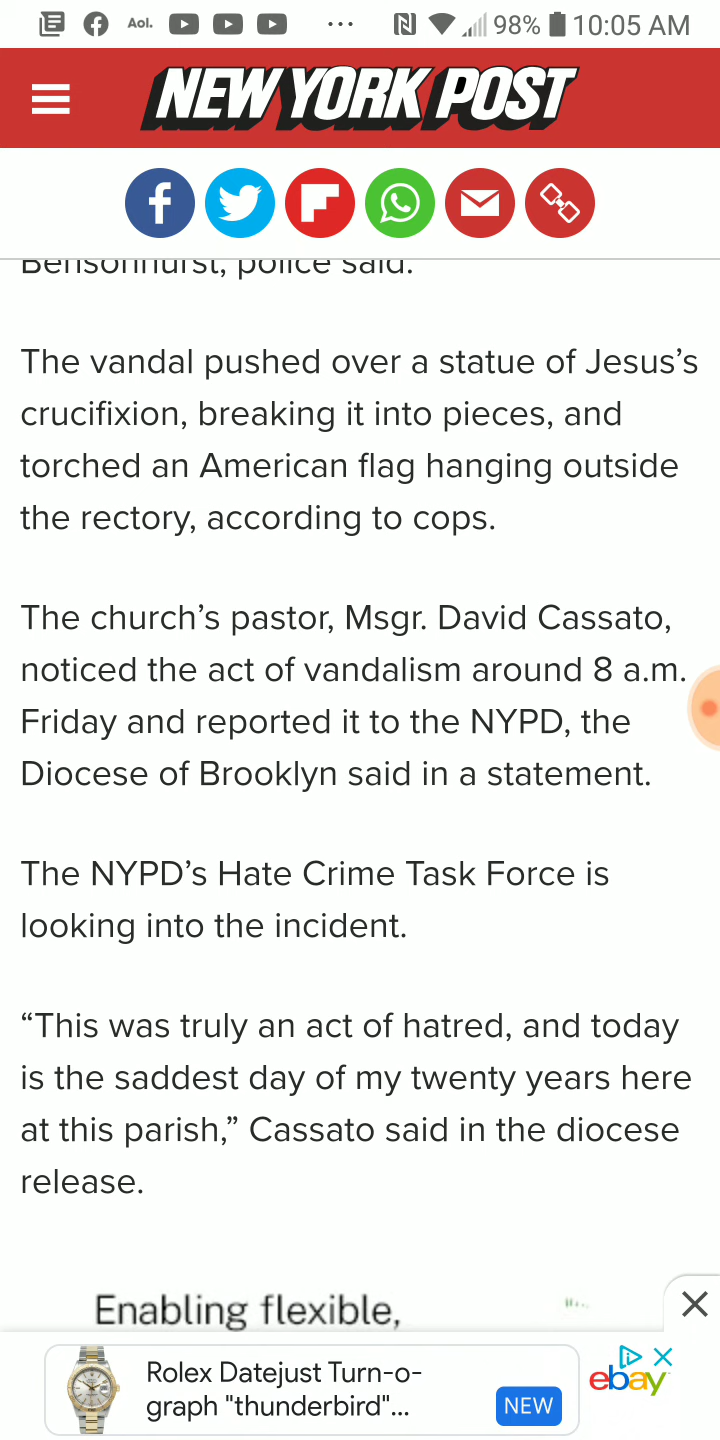 Aol. ... 98% 10:05 AM
NEW YORK POST
Bensonhurst, police said.
The vandal pushed over a statue of Jesus’s
crucifixion, breaking it into pieces, and
torched an American flag hanging outside
the rectory, according to cops.
The church’s pastor, Msgr. David Cassato,
noticed the act of vandalism around 8 a.m.
Friday and reported it to the NYPD, the
Diocese of Brooklyn said in a statement.
The NYPD’s Hate Crime Task Force is
looking into the incident.
“This was truly an act of hatred, and today
is the saddest day of my twenty years here
at this parish,” Cassato said in the diocese
release.
Enabling flexible,
Rolex Datejust Turn-o-
graph "thunderbird"...
NEW
ebay